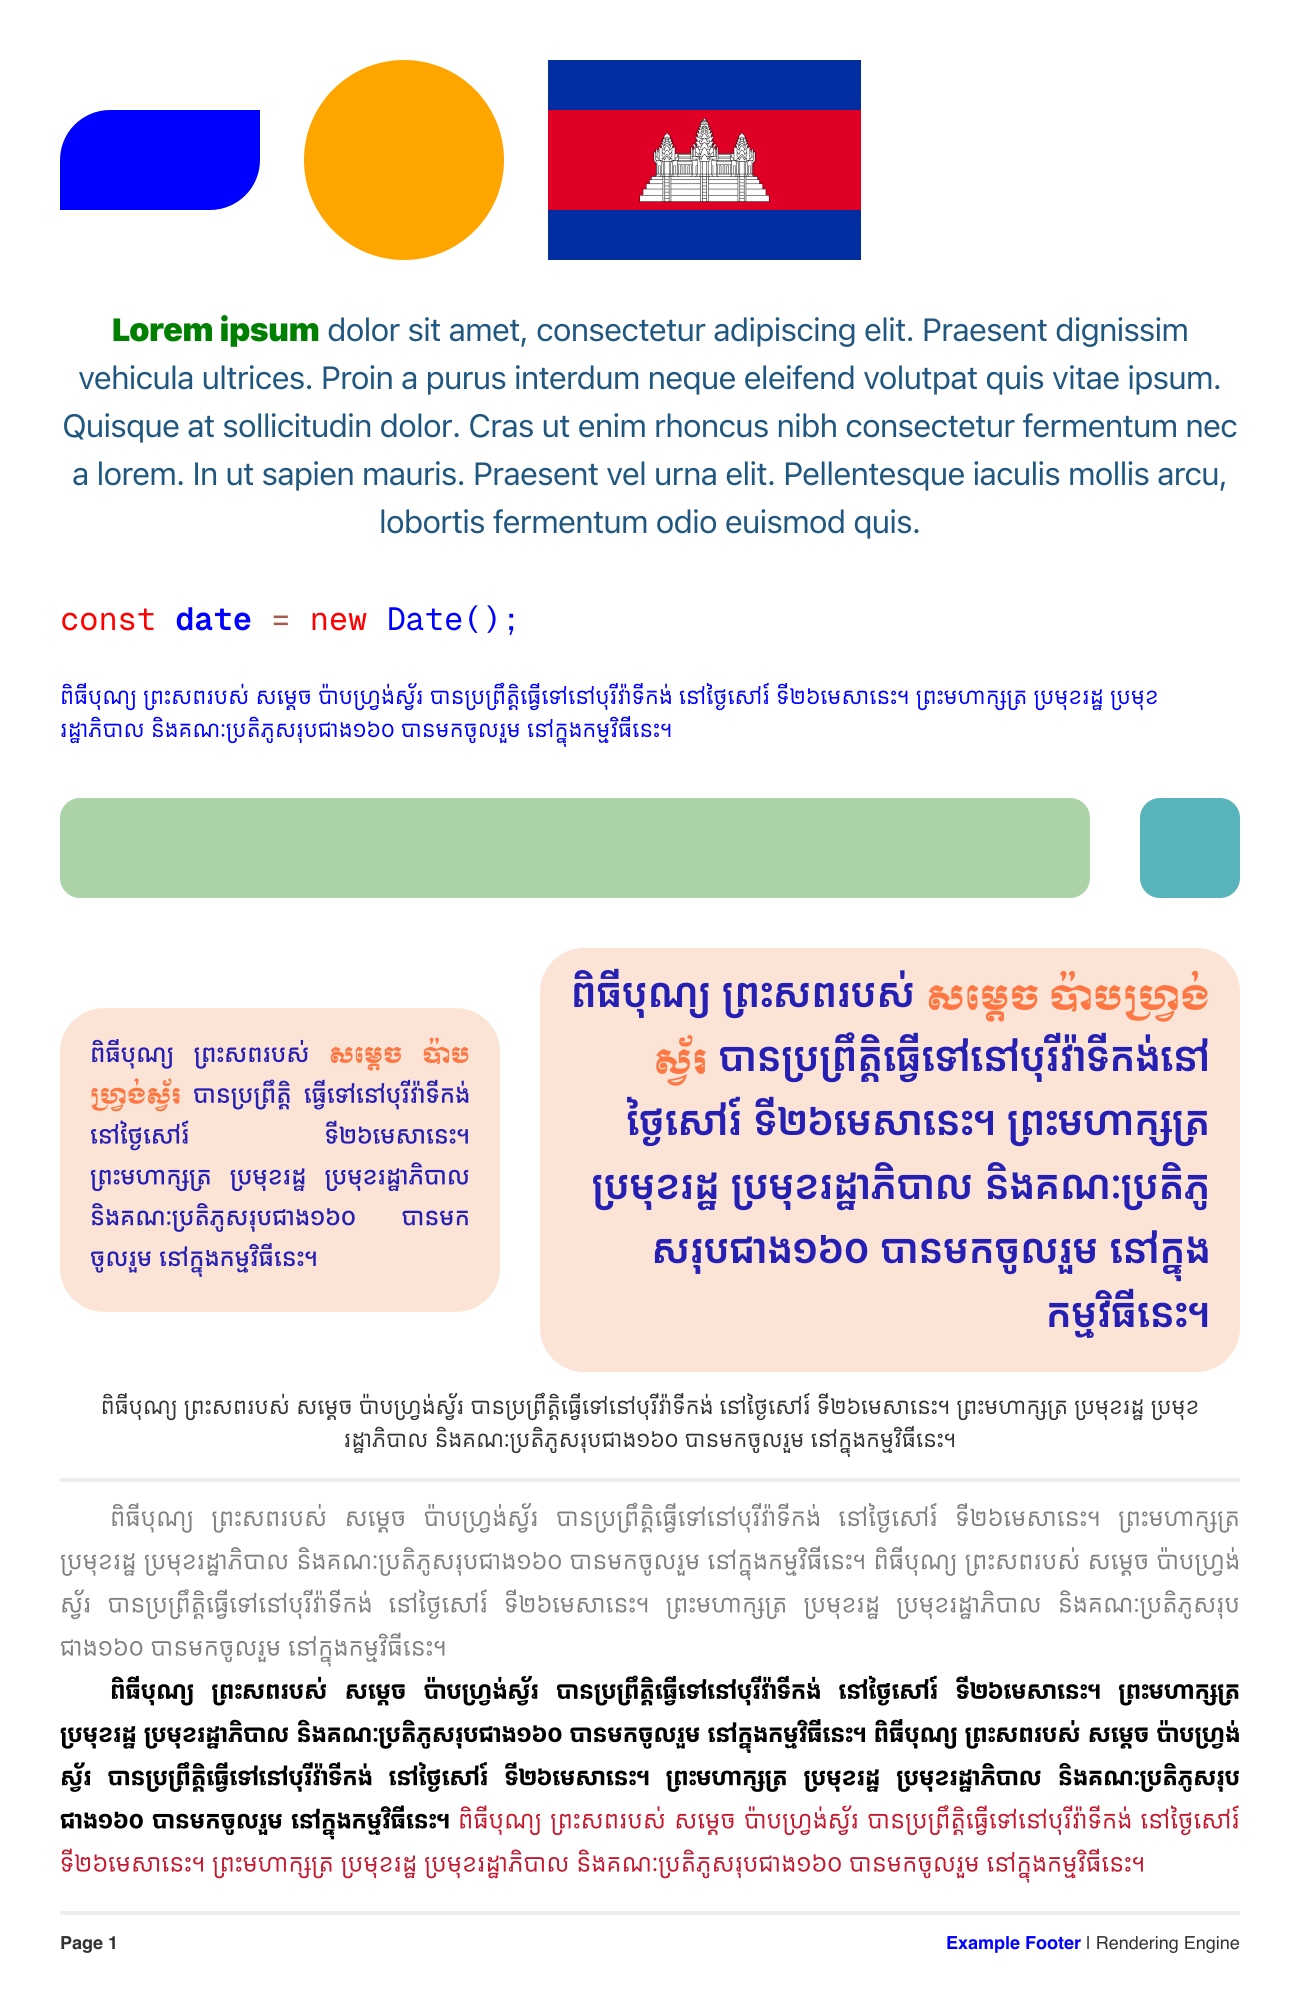 Lorem ipsum dolor sit amet, consectetur adipiscing elit. Praesent dignissim
vehicula ultrices. Proin a purus interdum neque eleifend volutpat quis vitae ipsum.
Quisque at sollicitudin dolor. Cras ut enim rhoncus nibh consectetur fermentum nec
a lorem. In ut sapien mauris. Praesent vel urna elit. Pellentesque iaculis mollis arcu,
lobortis fermentum odio euismod quis.
const date = new Date();
ពិធីបុណ្យ ព្រះសពរបស់ សម្តេច ប៉ាបហ្វ្រង់ស្វ័រ បានប្រព្រឹត្តិធ្វើទៅនៅបុរីវ៉ាទីកង់ នៅថ្ងៃសៅរ៍ ទី២៦មេសានេះ។ ព្រះមហាក្សត្រ ប្រមុខរដ្ឋ ប្រមុខ
រដ្ឋាភិបាល និងគណៈប្រតិភូសរុបជាង១៦០ បានមកចូលរួម នៅក្នុងកម្មវិធីនេះ។
ពិធីបុណ្យ ព្រះសពរបស់ សម្តេច ប៉ាប
ហ្វ្រង់ស្វ័រ បានប្រព្រឹត្តិ ធ្វើទៅនៅបុរីវ៉ាទីកង់
នៅថ្ងៃសៅរ៍ ទី២៦មេសានេះ។
ព្រះមហាក្សត្រ ប្រមុខរដ្ឋ ប្រមុខរដ្ឋាភិបាល
និងគណៈប្រតិភូសរុបជាង១៦០ បានមក
ចូលរួម នៅក្នុងកម្មវិធីនេះ។
ពិធីបុណ្យ ព្រះសពរបស់ សម្តេច ប៉ាបហ្វ្រង់
ស្វ័រ បានប្រព្រឹត្តិធ្វើទៅនៅបុរីវ៉ាទីកង់នៅ
ថ្ងៃសៅរ៍ ទី២៦មេសានេះ។ ព្រះមហាក្សត្រ
ប្រមុខរដ្ឋ ប្រមុខរដ្ឋាភិបាល និងគណៈប្រតិភូ
សរុបជាង១៦០ បានមកចូលរួម នៅក្នុង
កម្មវិធីនេះ។
ពិធីបុណ្យ ព្រះសពរបស់ សម្តេច ប៉ាបហ្វ្រង់ស្វ័រ បានប្រព្រឹត្តិធ្វើទៅនៅបុរីវ៉ាទីកង់ នៅថ្ងៃសៅរ៍ ទី២៦មេសានេះ។ ព្រះមហាក្សត្រ ប្រមុខរដ្ឋ ប្រមុខ
រដ្ឋាភិបាល និងគណៈប្រតិភូសរុបជាង១៦០ បានមកចូលរួម នៅក្នុងកម្មវិធីនេះ។
ពិធីបុណ្យ ព្រះសពរបស់ សម្តេច ប៉ាបហ្វ្រង់ស្វ័រ បានប្រព្រឹត្តិធ្វើទៅនៅបុរីវ៉ាទីកង់ នៅថ្ងៃសៅរ៍ ទី២៦មេសានេះ។ ព្រះមហាក្សត្រ
ប្រមុខរដ្ឋ ប្រមុខរដ្ឋាភិបាល និងគណៈប្រតិភូសរុបជាង១៦០ បានមកចូលរួម នៅក្នុងកម្មវិធីនេះ។ ពិធីបុណ្យ ព្រះសពរបស់ សម្តេច ប៉ាបហ្វ្រង់
ស្វ័រ បានប្រព្រឹត្តិធ្វើទៅនៅបុរីវ៉ាទីកង់ នៅថ្ងៃសៅរ៍ ទី២៦មេសានេះ។ ព្រះមហាក្សត្រ ប្រមុខរដ្ឋ ប្រមុខរដ្ឋាភិបាល និងគណៈប្រតិភូសរុប
ជាង១៦០ បានមកចូលរួម នៅក្នុងកម្មវិធីនេះ។
ពិធីបុណ្យ ព្រះសពរបស់ សម្តេច ប៉ាបហ្វ្រង់ស្វ័រ បានប្រព្រឹត្តិធ្វើទៅនៅបុរីវ៉ាទីកង់ នៅថ្ងៃសៅរ៍ ទី២៦មេសានេះ។ ព្រះមហាក្សត្រ
ប្រមុខរដ្ឋ ប្រមុខរដ្ឋាភិបាល និងគណៈប្រតិភូសរុបជាង១៦០ បានមកចូលរួម នៅក្នុងកម្មវិធីនេះ។ ពិធីបុណ្យ ព្រះសពរបស់ សម្តេច ប៉ាបហ្វ្រង់
ស្វ័រ បានប្រព្រឹត្តិធ្វើទៅនៅបុរីវ៉ាទីកង់ នៅថ្ងៃសៅរ៍ ទី២៦មេសានេះ។ ព្រះមហាក្សត្រ ប្រមុខរដ្ឋ ប្រមុខរដ្ឋាភិបាល និងគណៈប្រតិភូសរុប
ជាង១៦០ បានមកចូលរួម នៅក្នុងកម្មវិធីនេះ។ ពិធីបុណ្យ ព្រះសពរបស់ សម្តេច ប៉ាបហ្វ្រង់ស្វ័រ បានប្រព្រឹត្តិធ្វើទៅនៅបុរីវ៉ាទីកង់ នៅថ្ងៃសៅរ៍
ទី២៦មេសានេះ។ ព្រះមហាក្សត្រ ប្រមុខរដ្ឋ ប្រមុខរដ្ឋាភិបាល និងគណៈប្រតិភូសរុបជាង១៦០ បានមកចូលរួម នៅក្នុងកម្មវិធីនេះ។
Page 1
Example Footer | Rendering Engine